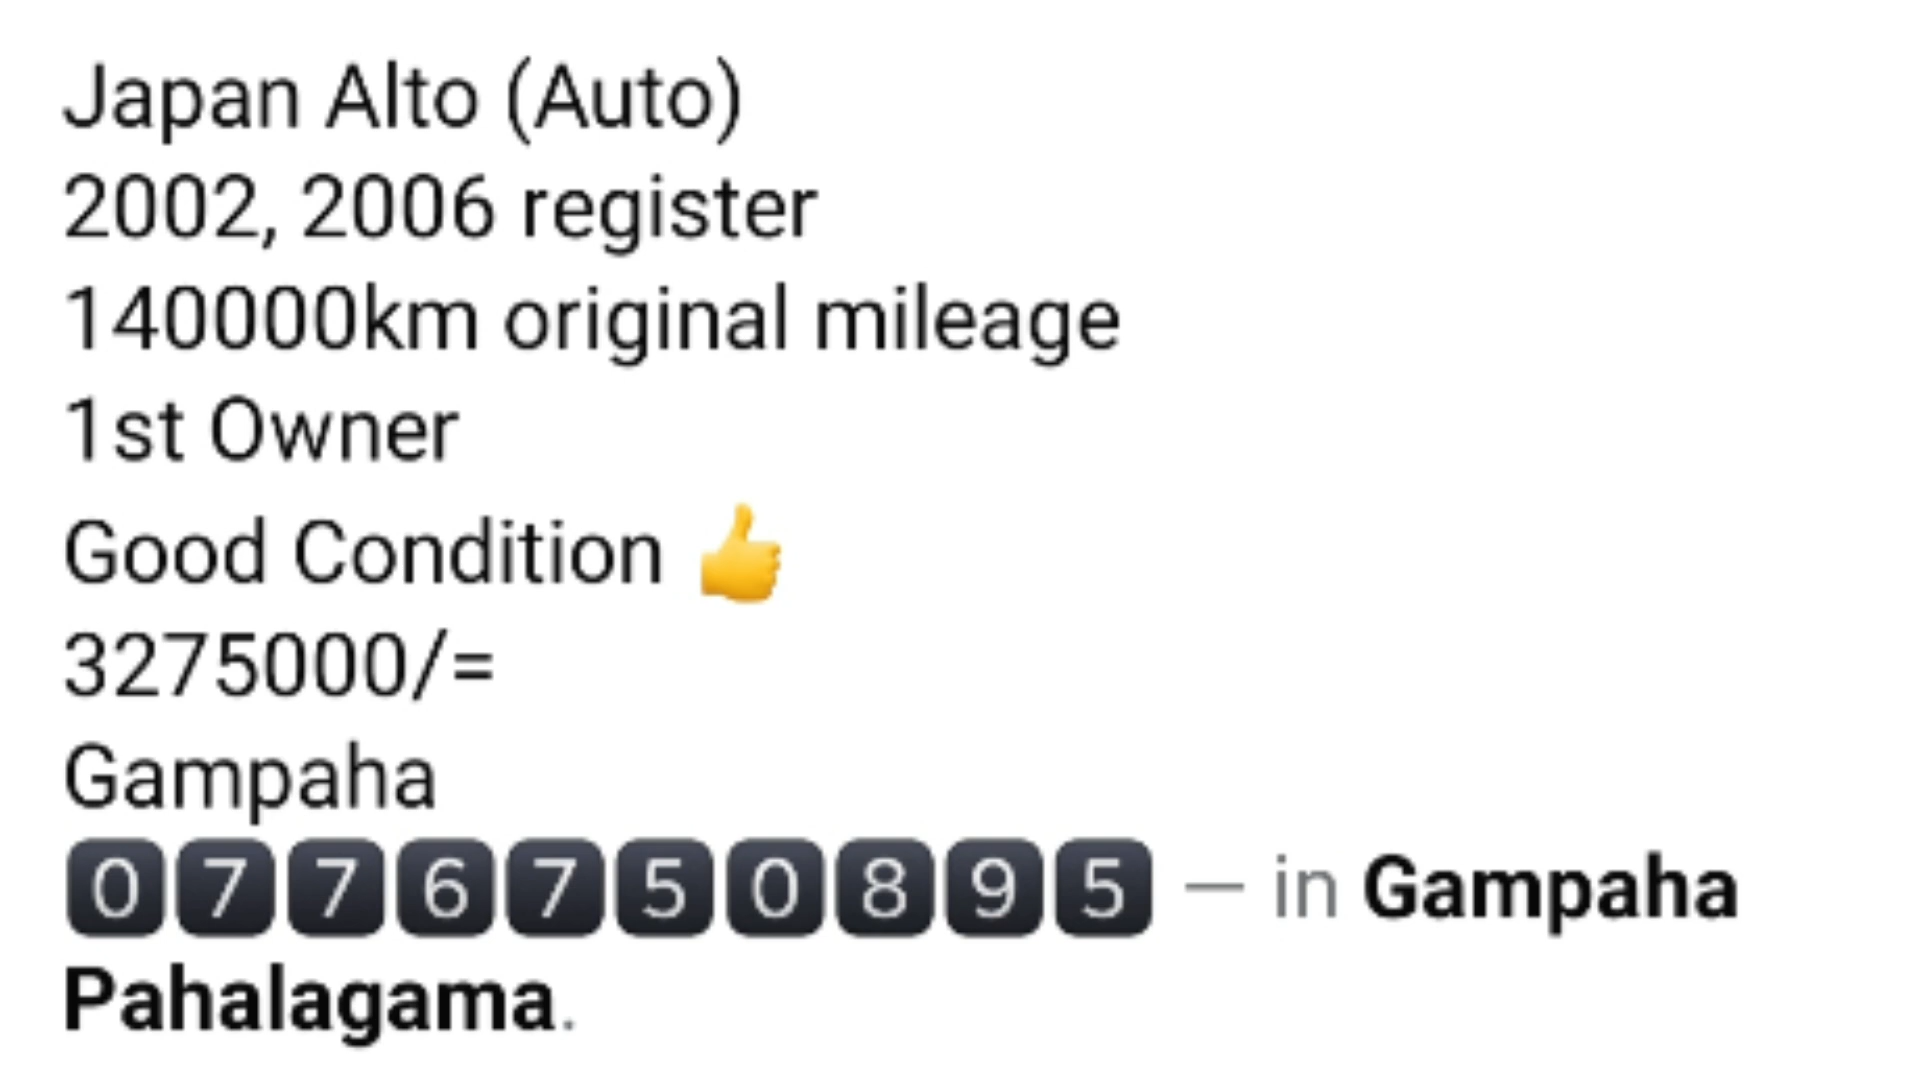 Japan Alto (Auto)
2002, 2006 register
140000km original mileage
1st Owner
Good Condition 👍
3275000/=
Gampaha
0776750895 — in Gampaha
Pahalagama.